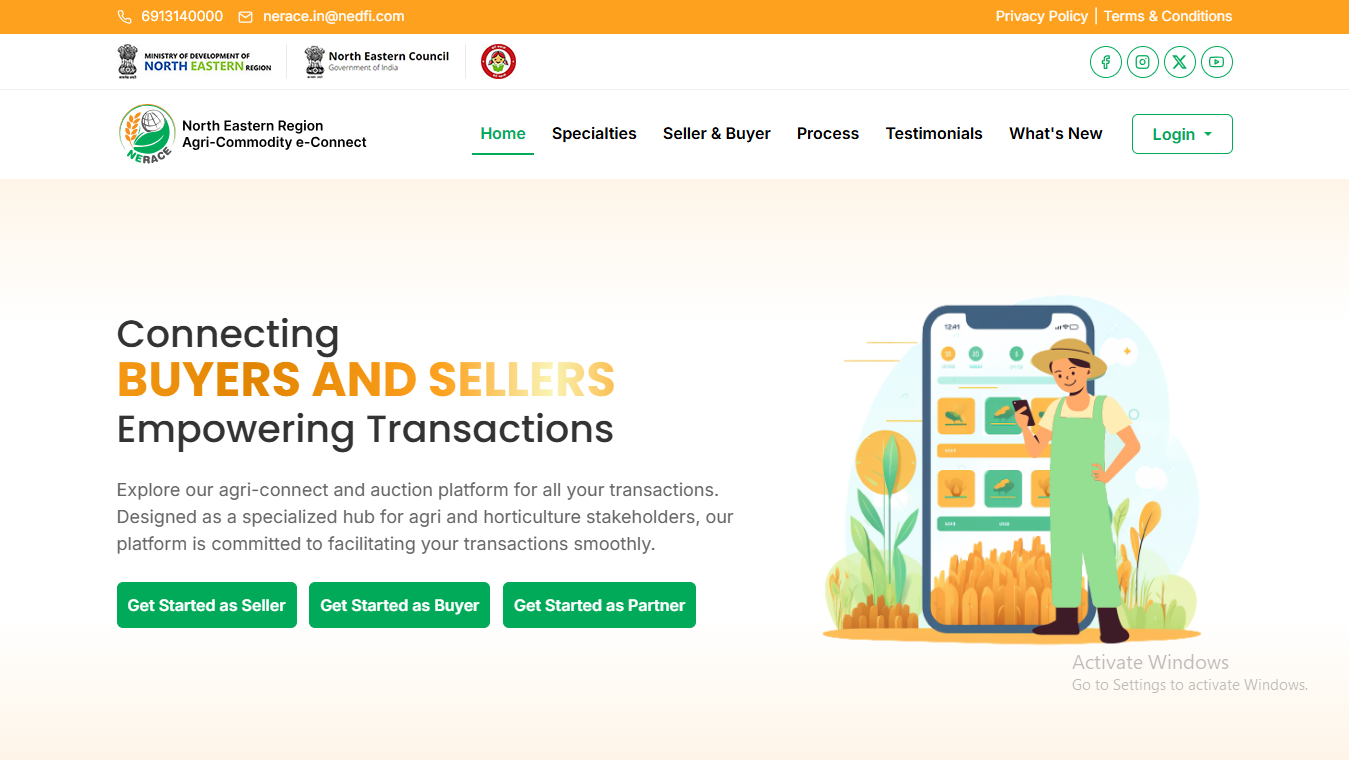 6913140000 nerace.in@nedfi.com Privacy Policy | Terms & Conditions
MINISTRY OF DEVELOPMENT OF
NORTH EASTERN REGION
North Eastern Council
Government of India
North Eastern Region
Agri-Commodity e-Connect
NERACE
Home Specialties Seller & Buyer Process Testimonials What's New Login
Connecting
BUYERS AND SELLERS
Empowering Transactions
Explore our agri-connect and auction platform for all your transactions.
Designed as a specialized hub for agri and horticulture stakeholders, our
platform is committed to facilitating your transactions smoothly.
Get Started as Seller Get Started as Buyer Get Started as Partner
12:41
Activate Windows
Go to Settings to activate Windows.